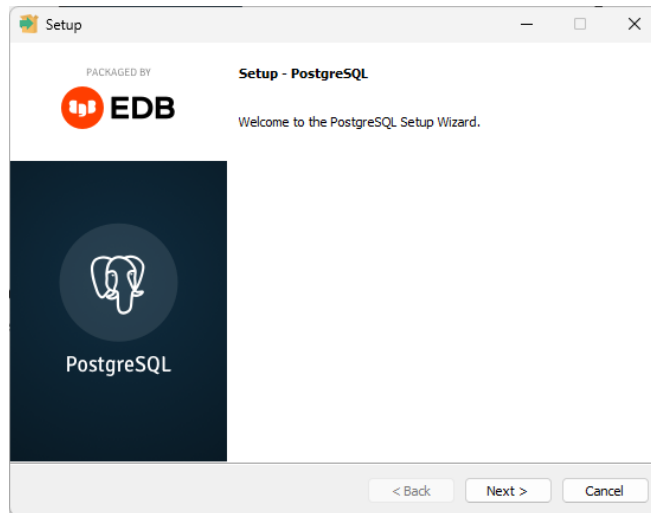 Setup
PACKAGED BY
EDB
Setup - PostgreSQL
Welcome to the PostgreSQL Setup Wizard.
PostgreSQL
< Back
Next >
Cancel